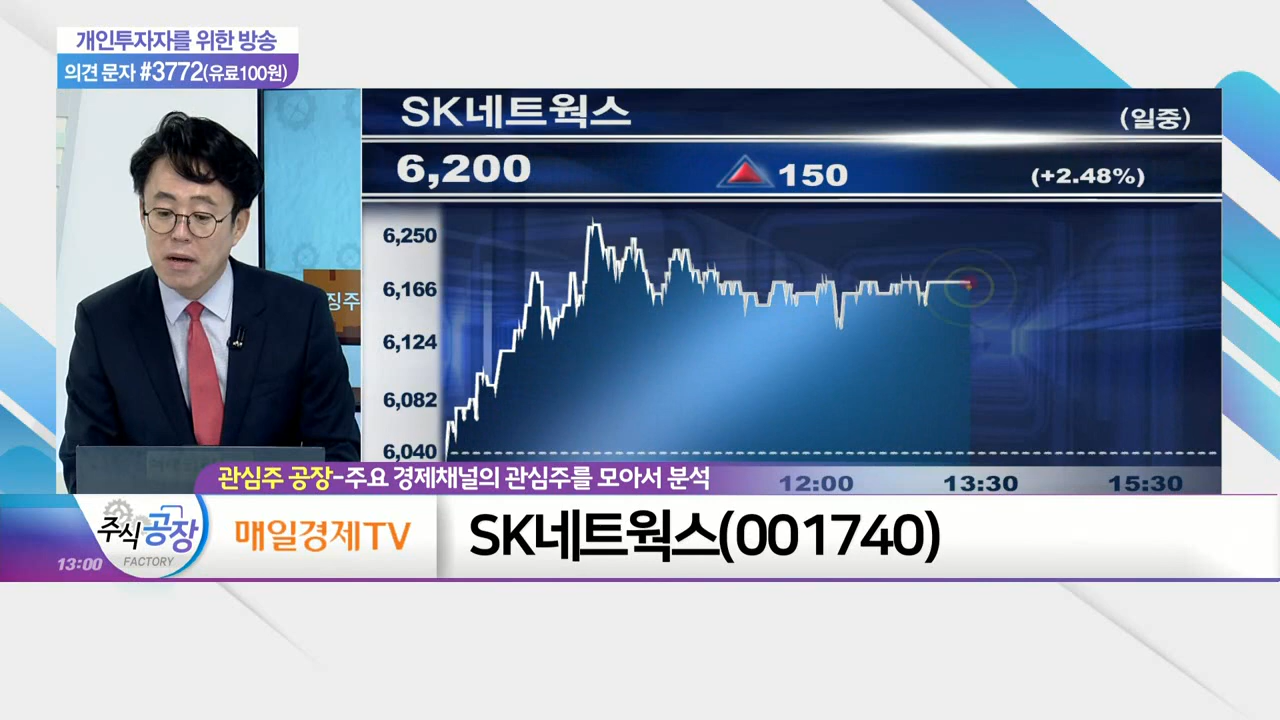 개인투자자를 위한 방송
의견 문자 #3772(유료100원)
SK네트웍스
(일중)
6,200
150
(+2.48%)
6,250
6,166
6,124
6,082
6,040
징주
12:00
13:30
15:30
관심주 공장-주요 경제채널의 관심주를 모아서 분석
주식공장
FACTORY
13:00
매일경제TV
SK네트웍스(001740)